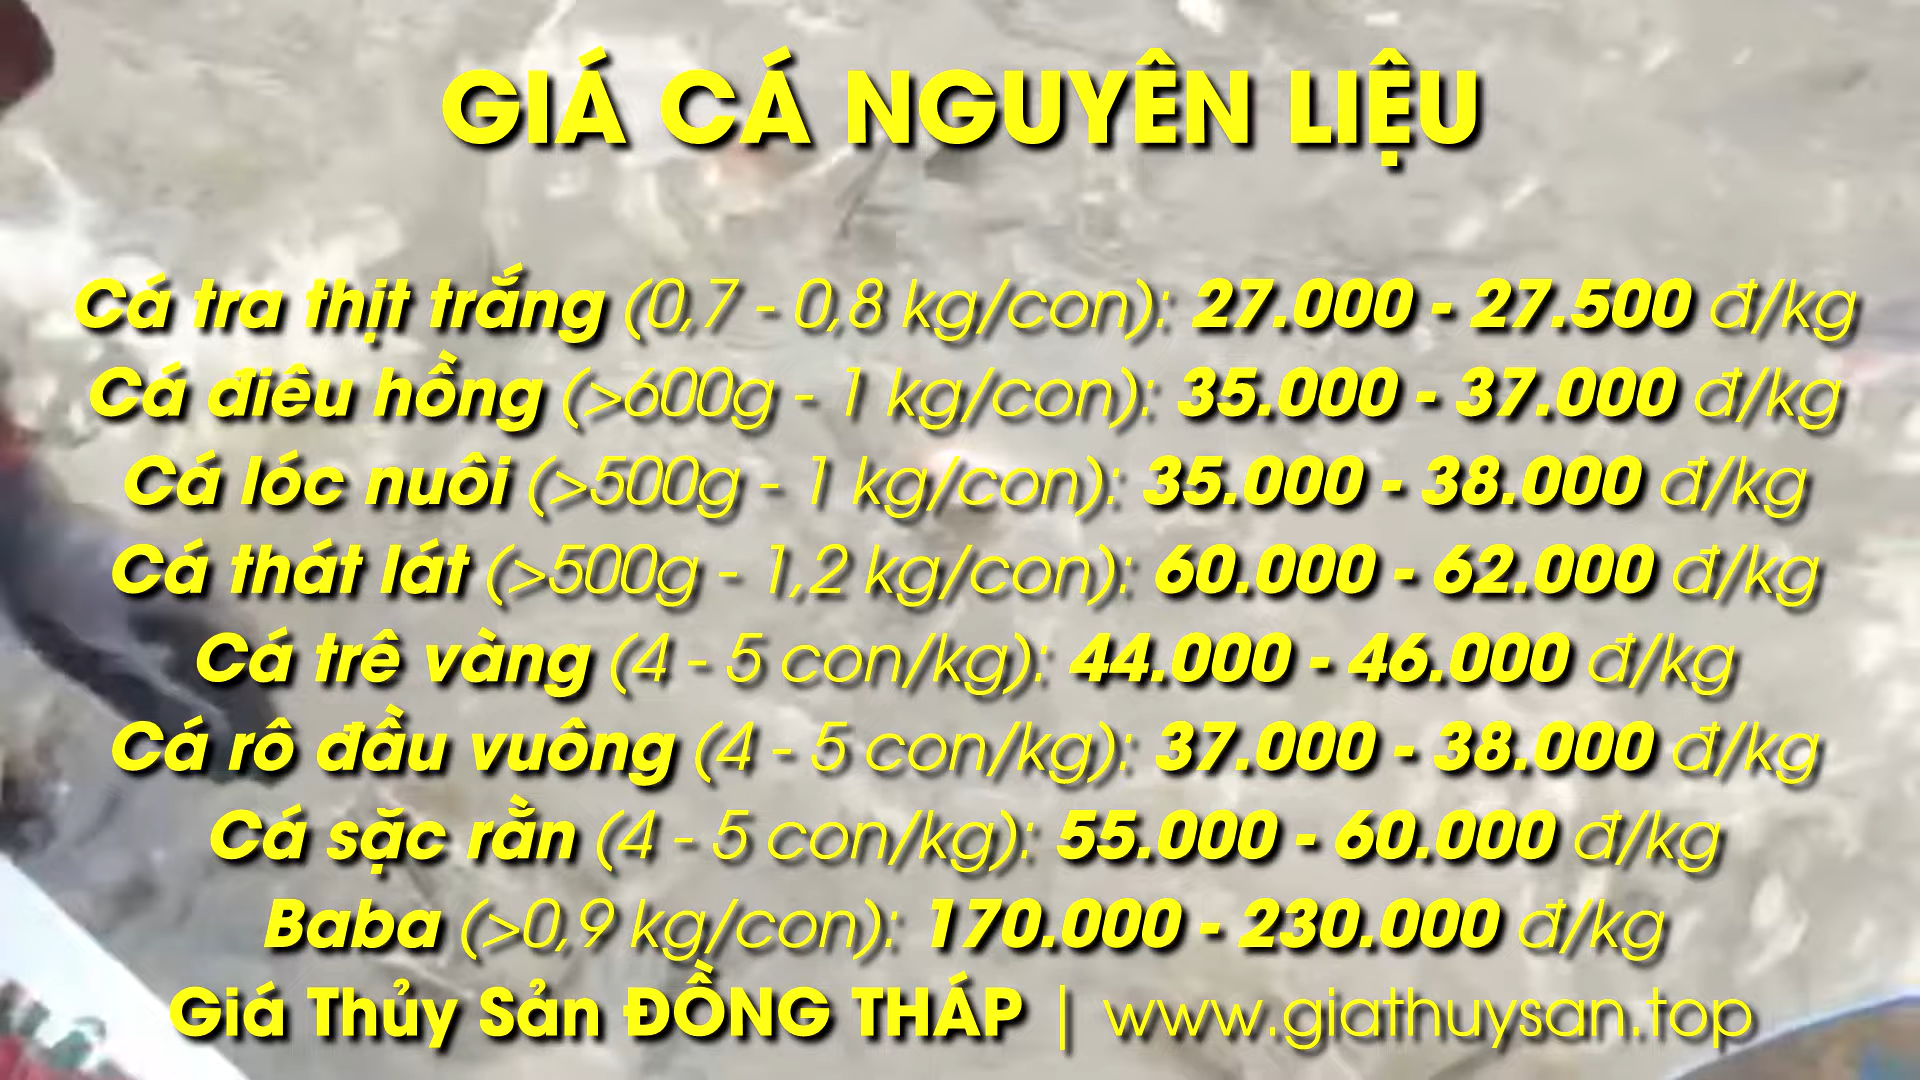 GIÁ CÁ NGUYÊN LIỆU
Cá tra thịt trắng (0,7 - 0,8 kg/con): 27.000 - 27.500 đ/kg
Cá điêu hồng (>600g - 1 kg/con): 35.000 - 37.000 đ/kg
Cá lóc nuôi (>500g - 1 kg/con): 35.000 - 38.000 đ/kg
Cá thát lát (>500g - 1,2 kg/con): 60.000 - 62.000 đ/kg
Cá trê vàng (4 - 5 con/kg): 44.000 - 46.000 đ/kg
Cá rô đầu vuông (4 - 5 con/kg): 37.000 - 38.000 đ/kg
Cá sặc rằn (4 - 5 con/kg): 55.000 - 60.000 đ/kg
Baba (>0,9 kg/con): 170.000 - 230.000 đ/kg
Giá Thủy Sản ĐỒNG THÁP | www.giathuysan.top